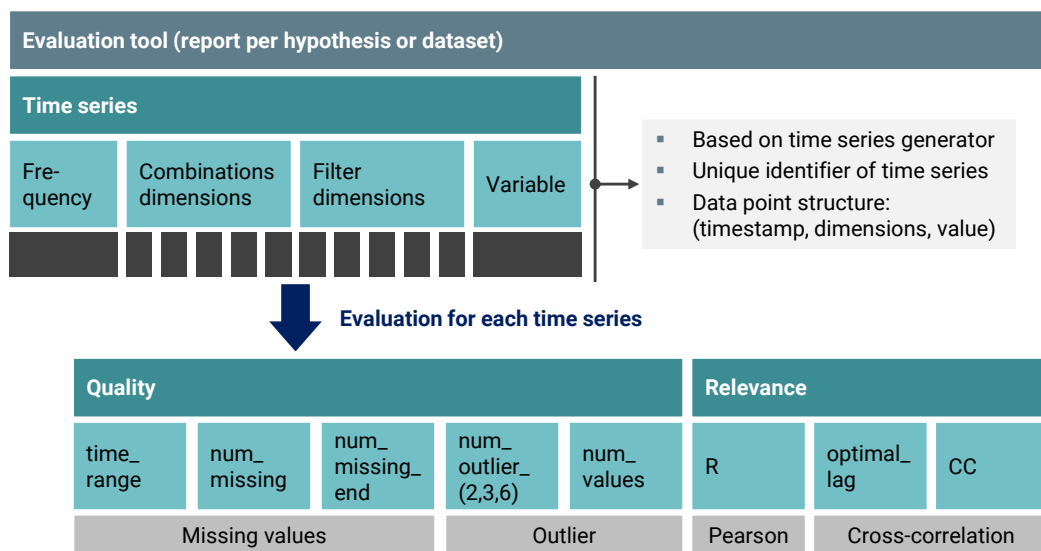 Evaluation tool (report per hypothesis or dataset)
Time series
Fre-
quency
Combinations
dimensions
Filter
dimensions
Variable
▪ Based on time series generator
▪ Unique identifier of time series
▪ Data point structure:
(timestamp, dimensions, value)
Evaluation for each time series
Quality
Relevance
time_
range
num_
missing
num_
missing_
end
num_
outlier_
(2,3,6)
num_
values
R
optimal_
lag
CC
Missing values
Outlier
Pearson
Cross-correlation